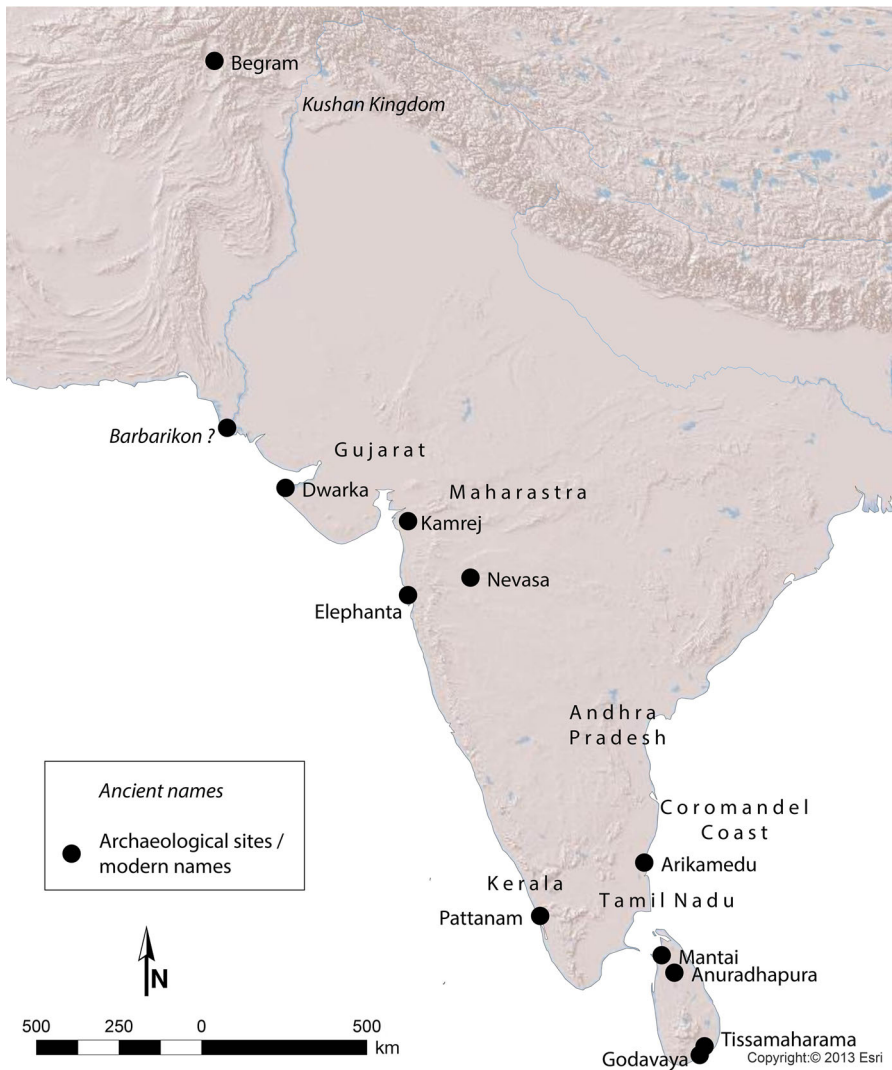 Begram
Kushan Kingdom
Barbarikon ?
Gujarat
Dwarka
Maharastra
Kamrej
Nevasa
Elephanta
Andhra
Pradesh
Ancient names
Coromandel
Coast
Archaeological sites /
modern names
Arikamedu
Kerala
Tamil Nadu
Pattanam
Mantai
Anuradhapura
N
500 250 0 500
km
Tissamaharama
Godavaya
Copyright:© 2013 Esri